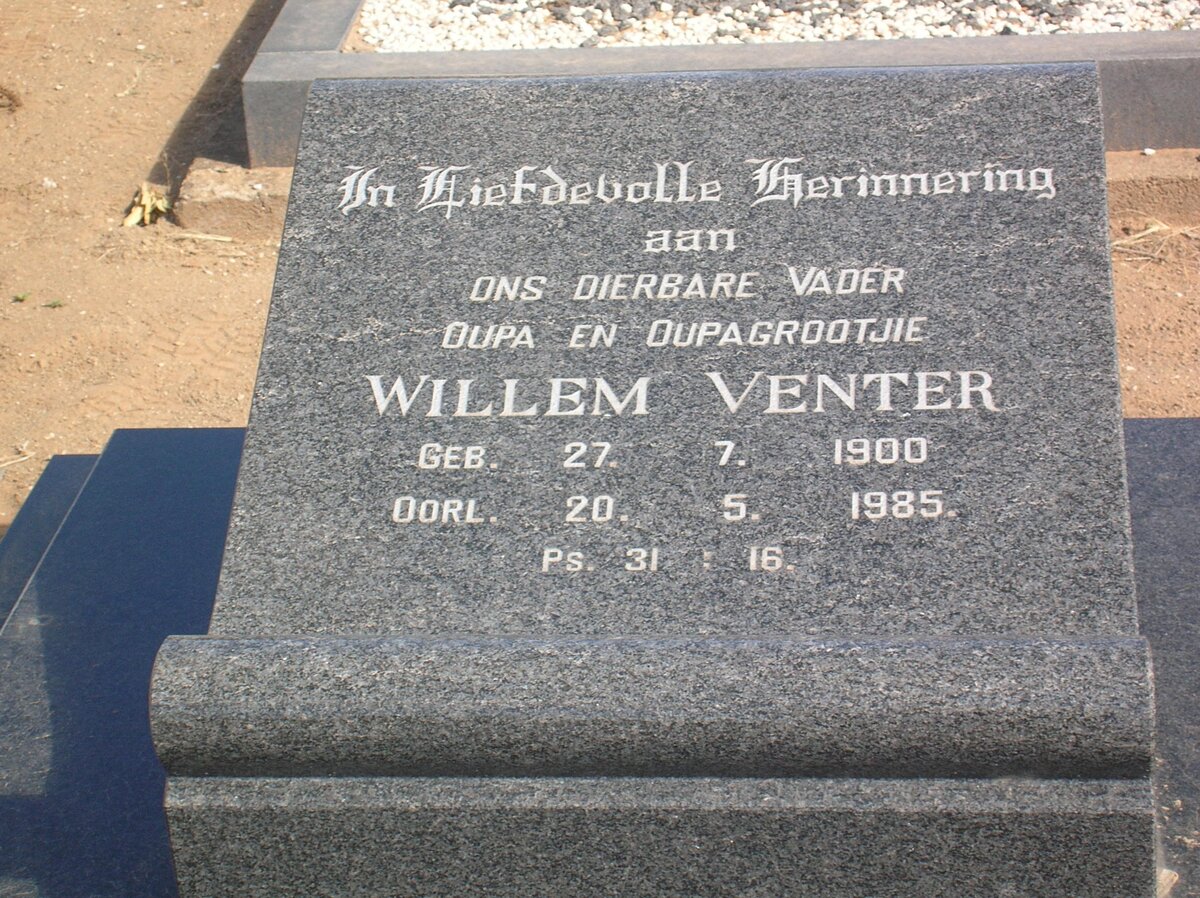 In Liefdevolle Herinnering
aan
ONS DIERBARE VADER
OUPA EN OUPAGROOTJIE
WILLEM VENTER
GEB. 27. 7. 1900
OORL. 20. 5. 1985.
PS. 31 : 16.